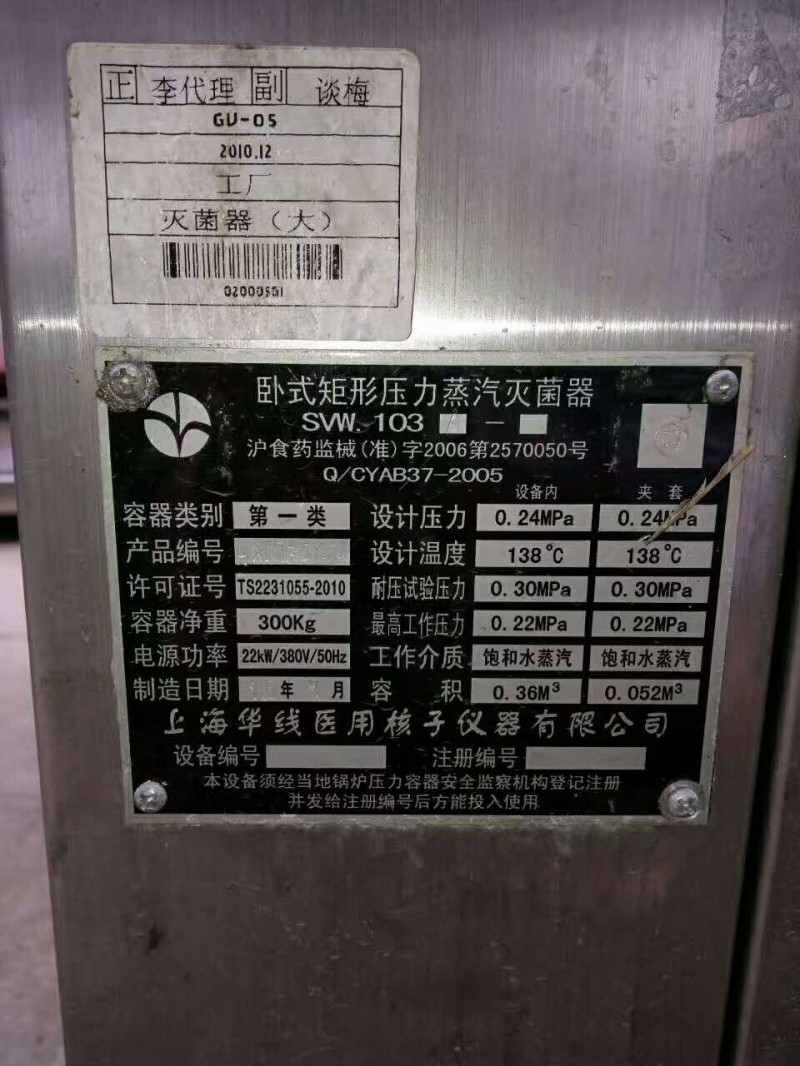 正 李代理 副 谈梅
GV-05
2010.12
工厂
灭菌器（大）
02000501
卧式矩形压力蒸汽灭菌器
SVW.103 -
沪食药监械(准)字2006第2570050号
Q/CYAB37-2005
设备内 夹套
容器类别 第一类 设计压力 0.24MPa 0.24MPa
产品编号 设计温度 138℃ 138℃
许可证号 TS2231055-2010 耐压试验压力 0.30MPa 0.30MPa
容器净重 300Kg 最高工作压力 0.22MPa 0.22MPa
电源功率 22kW/380V/50Hz 工作介质 饱和水蒸汽 饱和水蒸汽
制造日期 年 月 容积 0.36M³ 0.052M³
上海华线医用核子仪器有限公司
设备编号 注册编号
本设备须经当地锅炉压力容器安全监察机构登记注册
并发给注册编号后方能投入使用